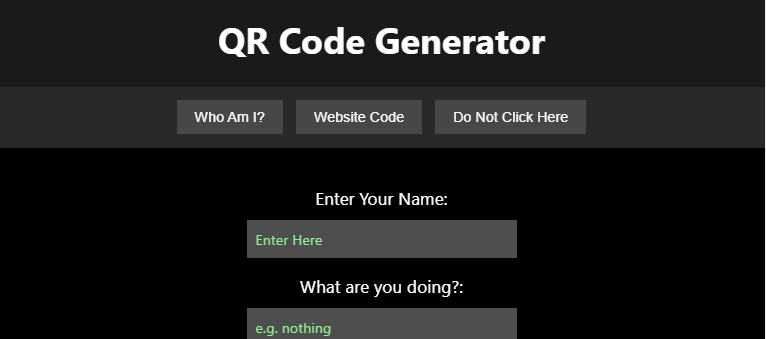 QR Code Generator
Who Am I? Website Code Do Not Click Here
Enter Your Name:
Enter Here
What are you doing?:
e.g. nothing